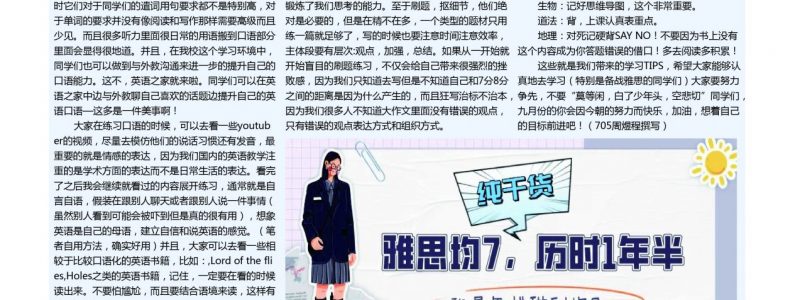 时它们对于同学们的遣词用句要求都不是特别高，对
于单词的要求并没有像阅读和写作那样需要高级而且
少见。而且很多听力里面很日常的用语搬到口语部分
里面会显得很地道。并且，在我校这个学习环境中，
同学们也可以做到与外教沟通来进一步的提升自己的
口语能力。这不，英语之家就来啦。同学们可以在英
语之家中边与外教聊自己喜欢的话题边提升自己的英
语口语—这多是一件美事啊！
大家在练习口语的时候，可以去看一些youtub
er的视频，尽量去模仿他们的说话习惯还有发音，最
重要的就是情感的表达，因为我们国内的英语教学注
重的是学术方面的表达而不是日常生活的表达。看完
了之后我会继续就看过的内容展开练习，通常就是自
言自语，假装在跟别人聊天或者跟别人说一件事情（
虽然别人看到可能会被吓到但是真的很有用），想象
英语是自己的母语，建立自信和说英语的感觉。（笔
者自用方法，确实好用）并且，大家可以去看一些相
较于比较口语化的英语书籍，比如：,Lord of the fli
es,Holes之类的英语书籍，记住，一定要在看的时候
读出来。不要怕尴尬，而且要结合语境来读，这样有
锻炼了我们思考的能力。至于刷题，抠细节，他们绝
对是必要的，但是在精不在多，一个类型的题材只用
练一篇就足够了，写的时候也要注意时间注意效率，
主体段要有层次:观点，加强，总结。如果从一开始就
开始盲目的刷题练习，不仅会给自己带来很强烈的挫
败感，因为我们只知道去写但是不知道自己和7分8分
之间的距离是因为什么产生的，而且狂写治标不治本，
因为我们很多人不知道大作文里面没有错误的观点，
只有错误的观点表达方式和组织方式。
生物：记好思维导图，这个非常重要。
道法：背，上课认真表重点。
地理：对死记硬背SAY NO！不要因为书上没有
这个内容成为你答题错误的借口！多去阅读多积累！
这些就是我们带来的学习TIPS，希望大家能够认
真地去学习（特别是备战雅思的同学们）大家要努力
争先，不要“莫等闲，白了少年头，空悲切”同学们，
九月份的你会因今朝的努力而快乐，加油，想着自己
的目标前进吧！（705周煜程撰写）
纯干货
雅思均7，历时1年半